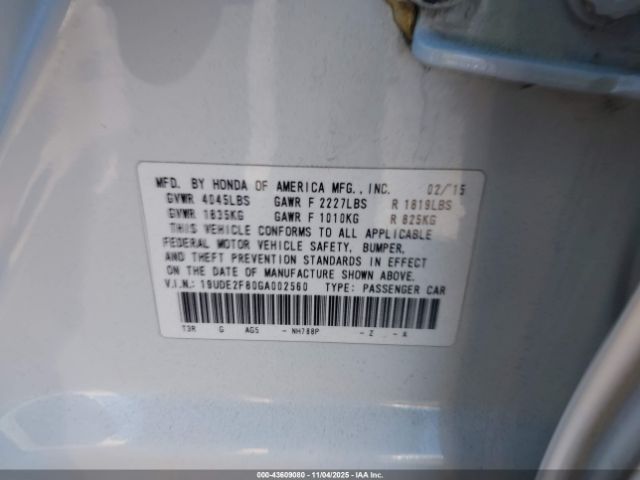 MFD. BY HONDA OF AMERICA MFG., INC. 02/'15
GVWR 4045LBS GAWR F 2227LBS R 1819LBS
GVWR 1835KG GAWR F 1010KG R 825KG
THIS VEHICLE CONFORMS TO ALL APPLICABLE
FEDERAL MOTOR VEHICLE SAFETY, BUMPER,
AND THEFT PREVENTION STANDARDS IN EFFECT
ON THE DATE OF MANUFACTURE SHOWN ABOVE.
V.I.N.: 19UDE2F80GA002560 TYPE: PASSENGER CAR
T3R G AG5 - NH788P - Z - A
000-43609080 - 11/04/2025 - IAA